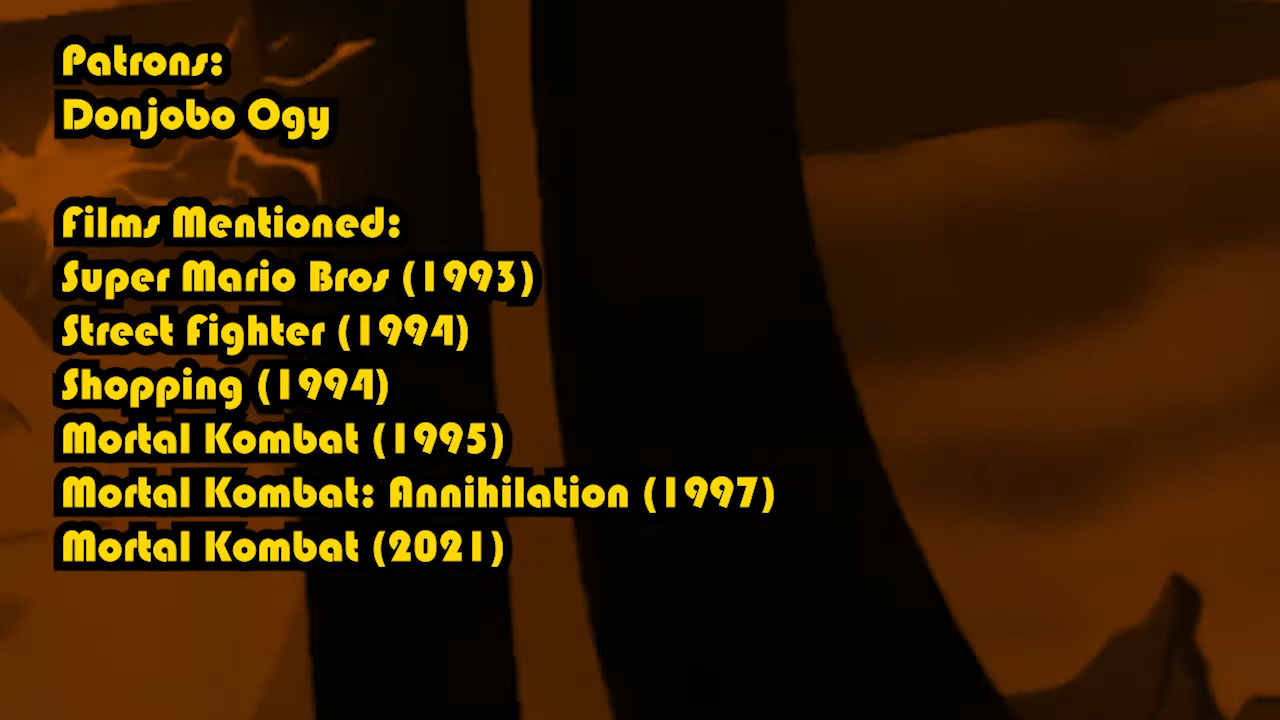 Patrons:
Donjobo Ogy
Films Mentioned:
Super Mario Bros (1993)
Street Fighter (1994)
Shopping (1994)
Mortal Kombat (1995)
Mortal Kombat: Annihilation (1997)
Mortal Kombat (2021)